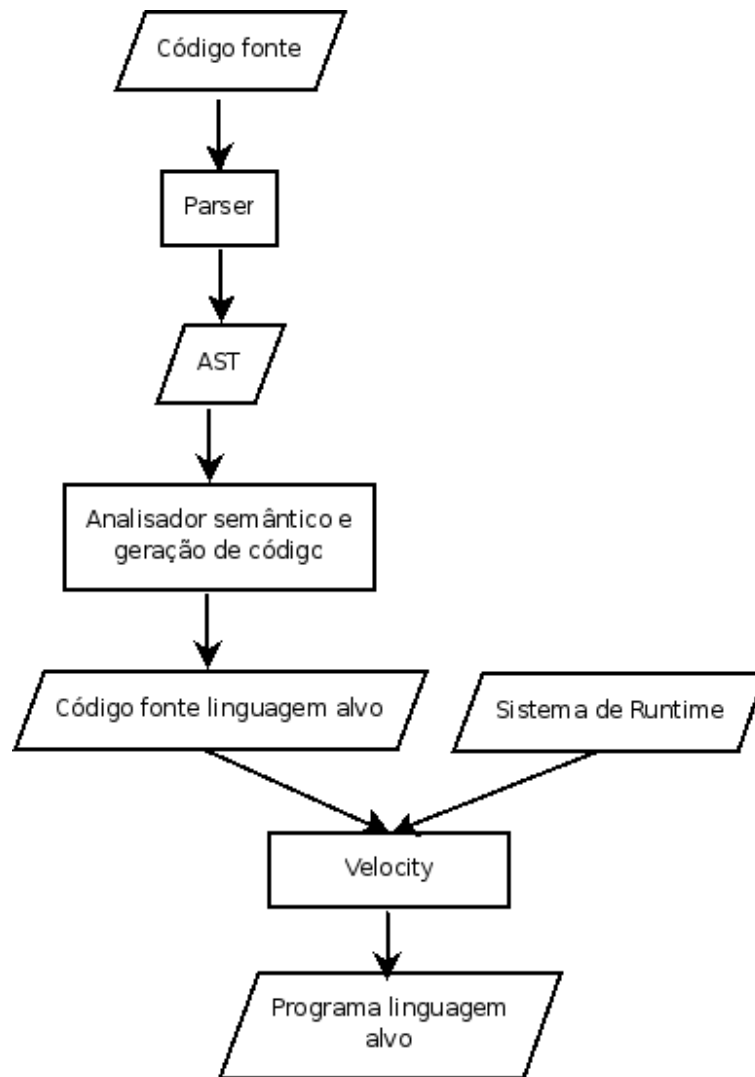 Código fonte
Parser
AST
Analisador semântico e
geração de códigc
Código fonte linguagem alvo
Sistema de Runtime
Velocity
Programa linguagem
alvo